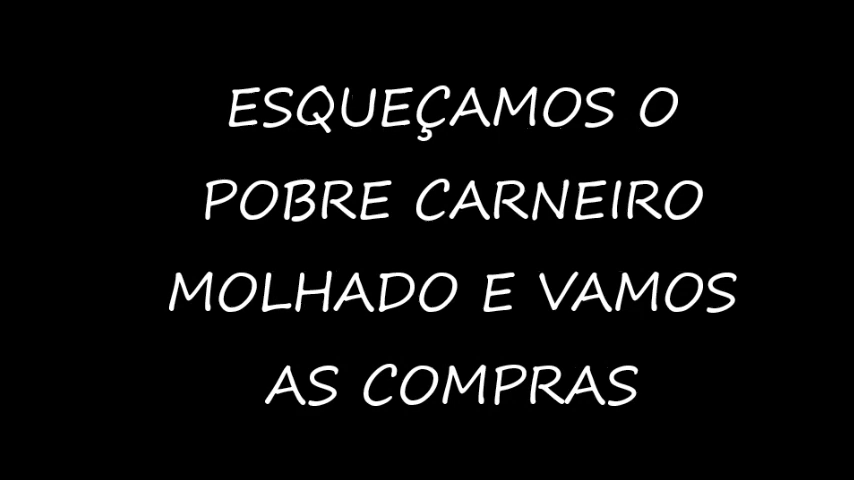 ESQUEÇAMOS O
POBRE CARNEIRO
MOLHADO E VAMOS
AS COMPRAS